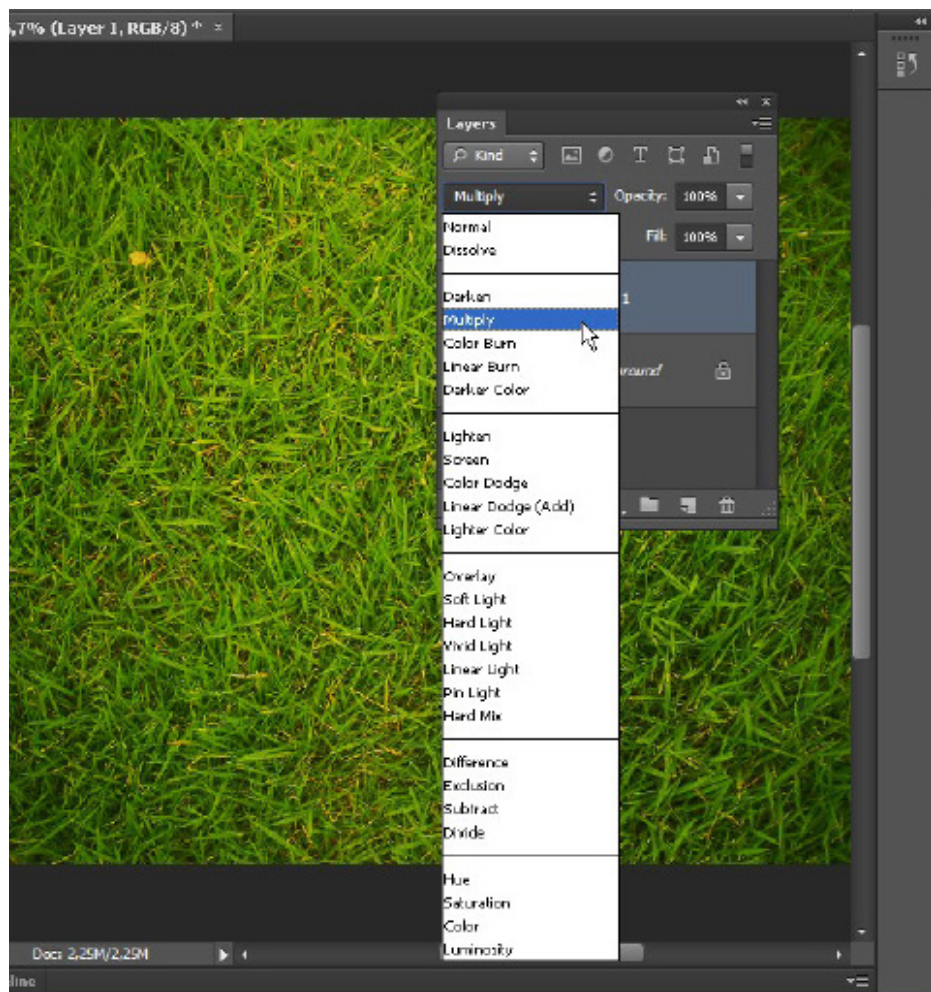 ,7% (Layer 1, RGB/8) * ×
Layers
Kind
T
Multiply
Opacity: 100%
Fill: 100%
1
Normal
Dissolve
Darken
Multiply
Color Burn
Linear Burn
Darker Color
Lighten
Screen
Color Dodge
Linear Dodge (Add)
Lighter Color
Overlay
Soft Light
Hard Light
Vivid Light
Linear Light
Pin Light
Hard Mix
Difference
Exclusion
Subtract
Divide
Hue
Saturation
Color
Luminosity
round
Doc: 2,25M/2,25M
line